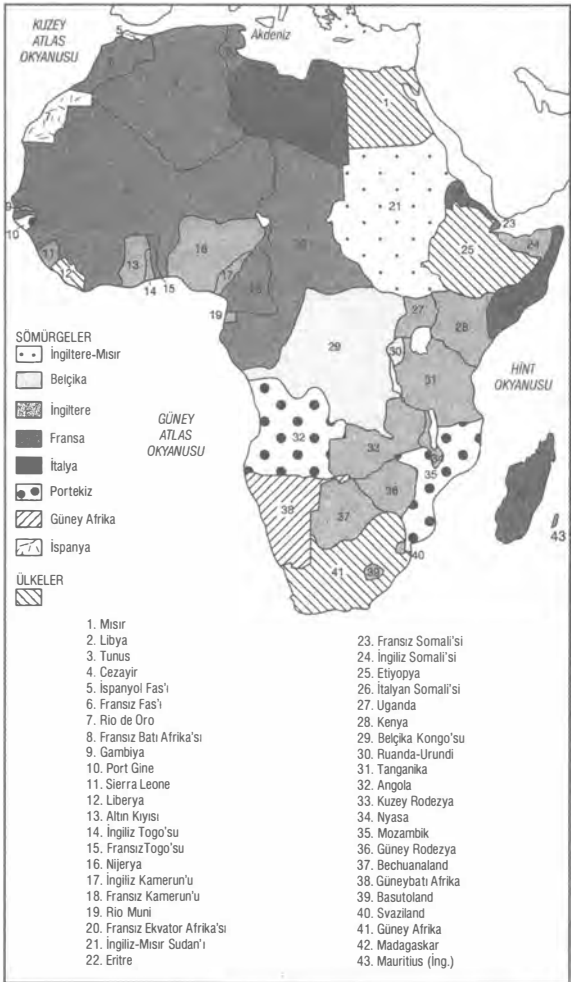 KUZEY
ATLAS
OKYANUSU
Akdeniz
5
7
1
21
23
24
25
9
10
11
12
13
14
15
16
17
18
19
20
27
28
29
30
31
HİNT
OKYANUSU
GÜNEY
ATLAS
OKYANUSU
32
33
34
35
36
37
38
39
40
41
43
SÖMÜRGELER
İngiltere-Mısır
Belçika
İngiltere
Fransa
İtalya
Portekiz
Güney Afrika
İspanya
ÜLKELER
1. Mısır
2. Libya
3. Tunus
4. Cezayir
5. İspanyol Fas'ı
6. Fransız Fas'ı
7. Rio de Oro
8. Fransız Batı Afrika'sı
9. Gambiya
10. Port Gine
11. Sierra Leone
12. Liberya
13. Altın Kıyısı
14. İngiliz Togo'su
15. FransızTogo'su
16. Nijerya
17. İngiliz Kamerun'u
18. Fransız Kamerun'u
19. Rio Muni
20. Fransız Ekvator Afrika'sı
21. İngiliz-Mısır Sudan'ı
22. Eritre
23. Fransız Somali'si
24. İngiliz Somali'si
25. Etiyopya
26. İtalyan Somali'si
27. Uganda
28. Kenya
29. Belçika Kongo'su
30. Ruanda-Urundi
31. Tanganika
32. Angola
33. Kuzey Rodezya
34. Nyasa
35. Mozambik
36. Güney Rodezya
37. Bechuanaland
38. Güneybatı Afrika
39. Basutoland
40. Svaziland
41. Güney Afrika
42. Madagaskar
43. Mauritius (İng.)